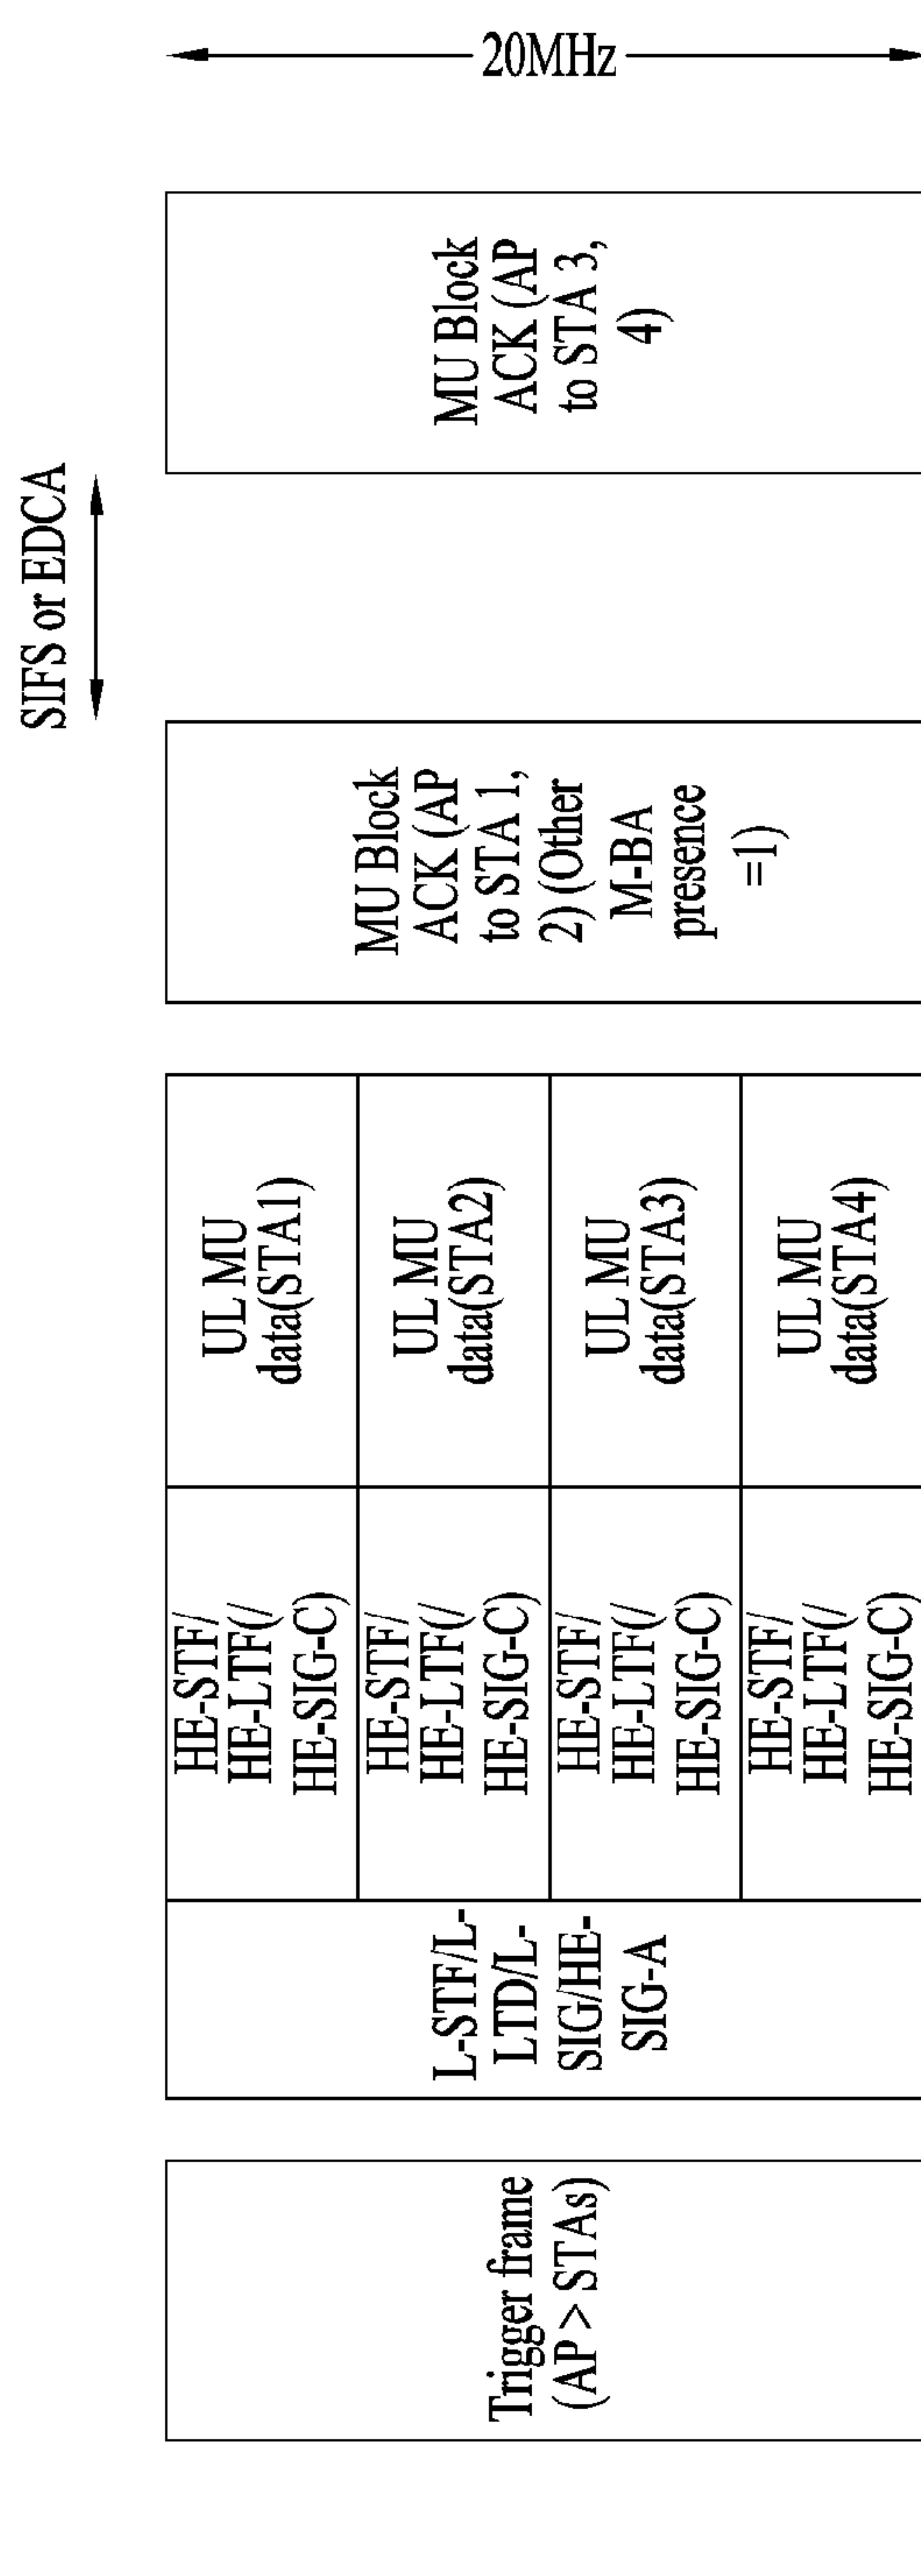 Trigger frame
(AP > STAs)
L-STF/L-
LTD/L-
SIG/HE-
SIG-A
HE-STF/
HE-LTF(/
HE-SIG-C)
UL MU
data(STA1)
HE-STF/
HE-LTF(/
HE-SIG-C)
UL MU
data(STA2)
HE-STF/
HE-LTF(/
HE-SIG-C)
UL MU
data(STA3)
HE-STF/
HE-LTF(/
HE-SIG-C)
UL MU
data(STA4)
MU Block
ACK (AP
to STA 1,
2) (Other
M-BA
presence
=1)
SIFS or EDCA
MU Block
ACK (AP
to STA 3,
4)
20MHz